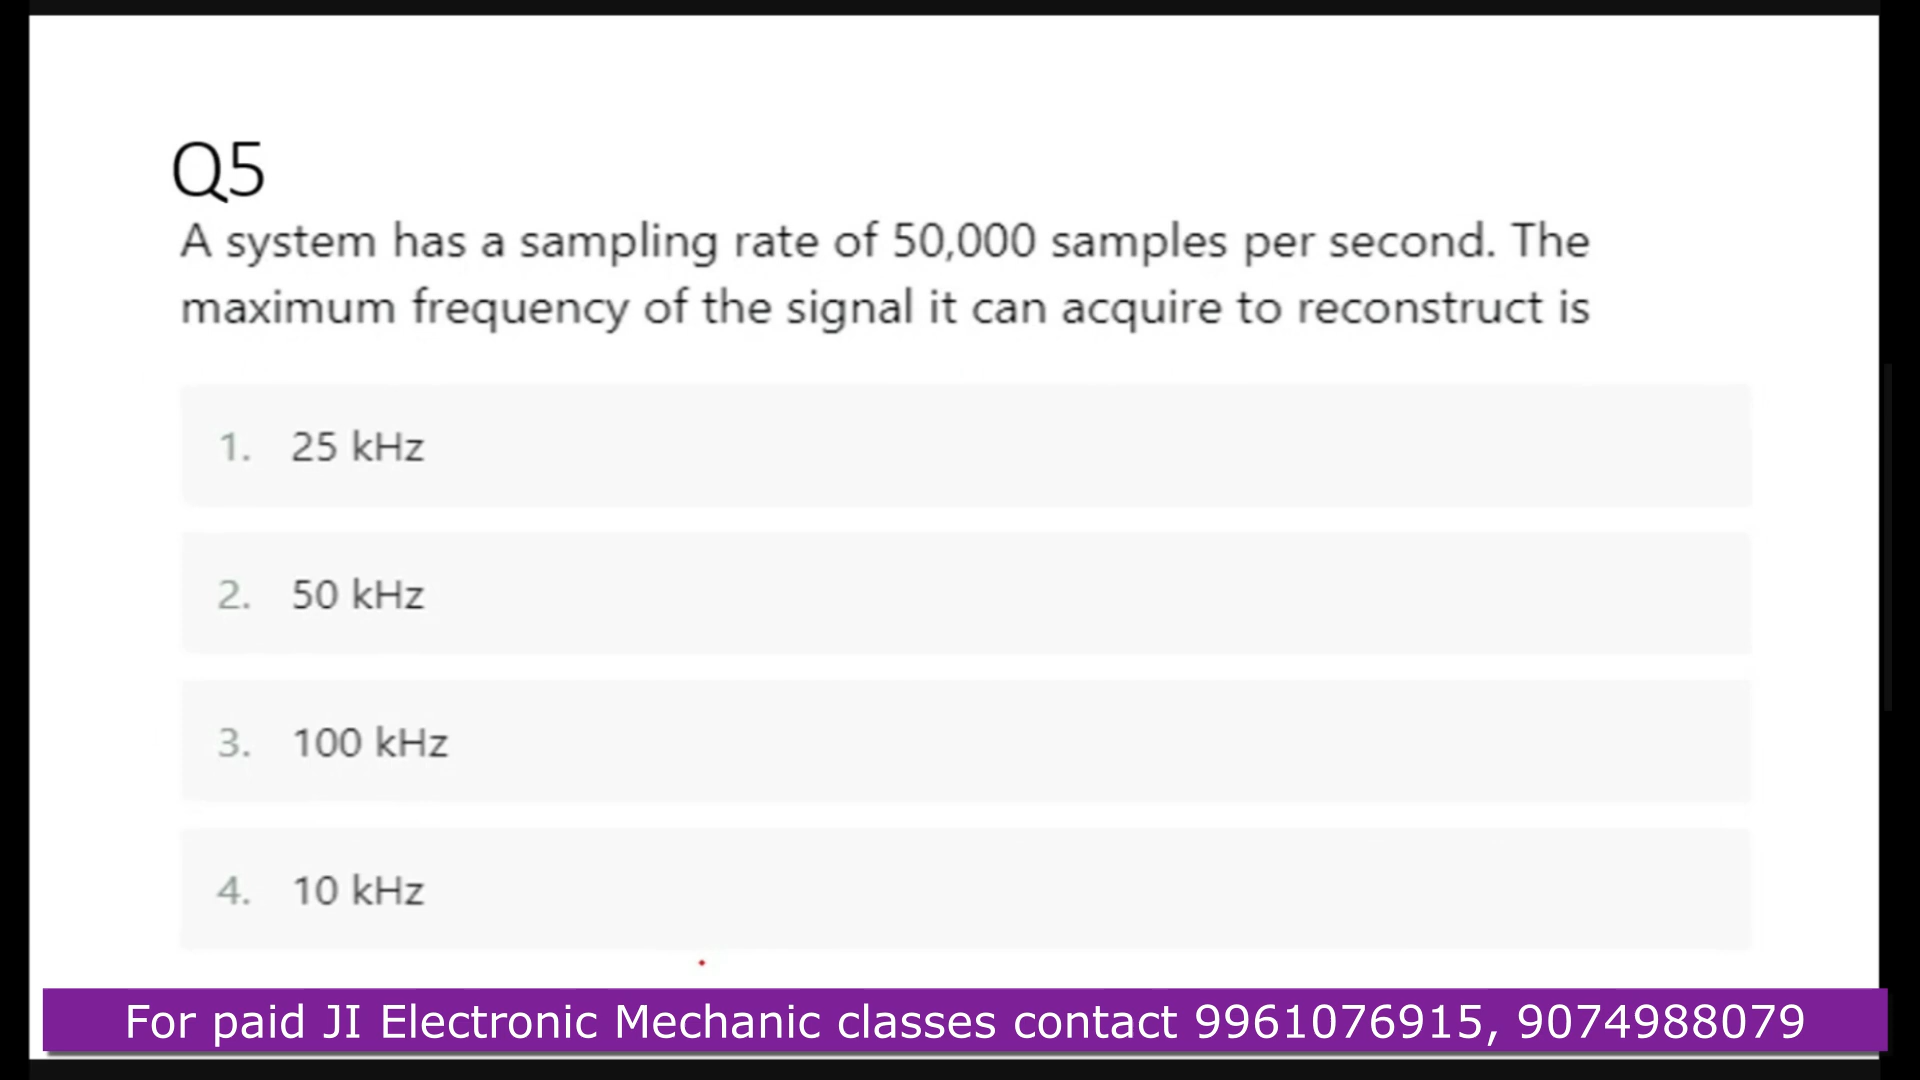 Q5
A system has a sampling rate of 50,000 samples per second. The
maximum frequency of the signal it can acquire to reconstruct is
1. 25 kHz
2. 50 kHz
3. 100 kHz
4. 10 kHz
For paid JI Electronic Mechanic classes contact 9961076915, 9074988079